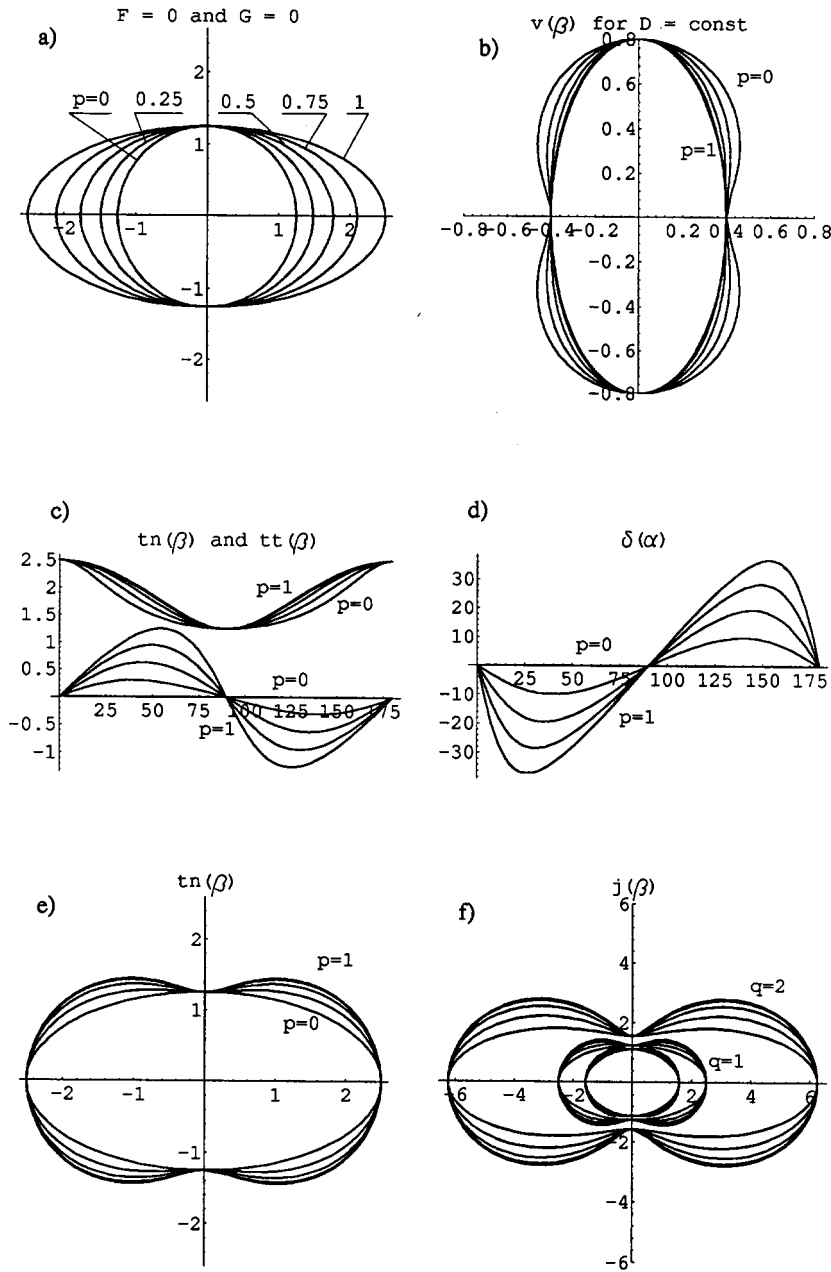 F = 0 and G = 0
a)
2
p=0 0.25 0.5 0.75 1
1
-2 -1 1 2
-1
-2
v(β) for D = const
b)
0.8
p=0
0.6
0.4
p=1
0.2
-0.8 -0.6 -0.4 -0.2 0.2 0.4 0.6 0.8
-0.2
-0.4
-0.6
-0.8
c)
tn(β) and tt(β)
2.5
2
p=1
p=0
1.5
1
0.5
p=0
25 50 75 100 125 150 175
-0.5
p=1
-1
d)
δ(α)
30
20
10
p=0
25 50 75 100 125 150 175
-10
-20
p=1
-30
e)
tn(β)
2
p=1
1
p=0
-2 -1 1 2
-1
-2
f)
j(β)
6
4
q=2
2
q=1
-6 -4 -2 2 4 6
-2
-4
-6